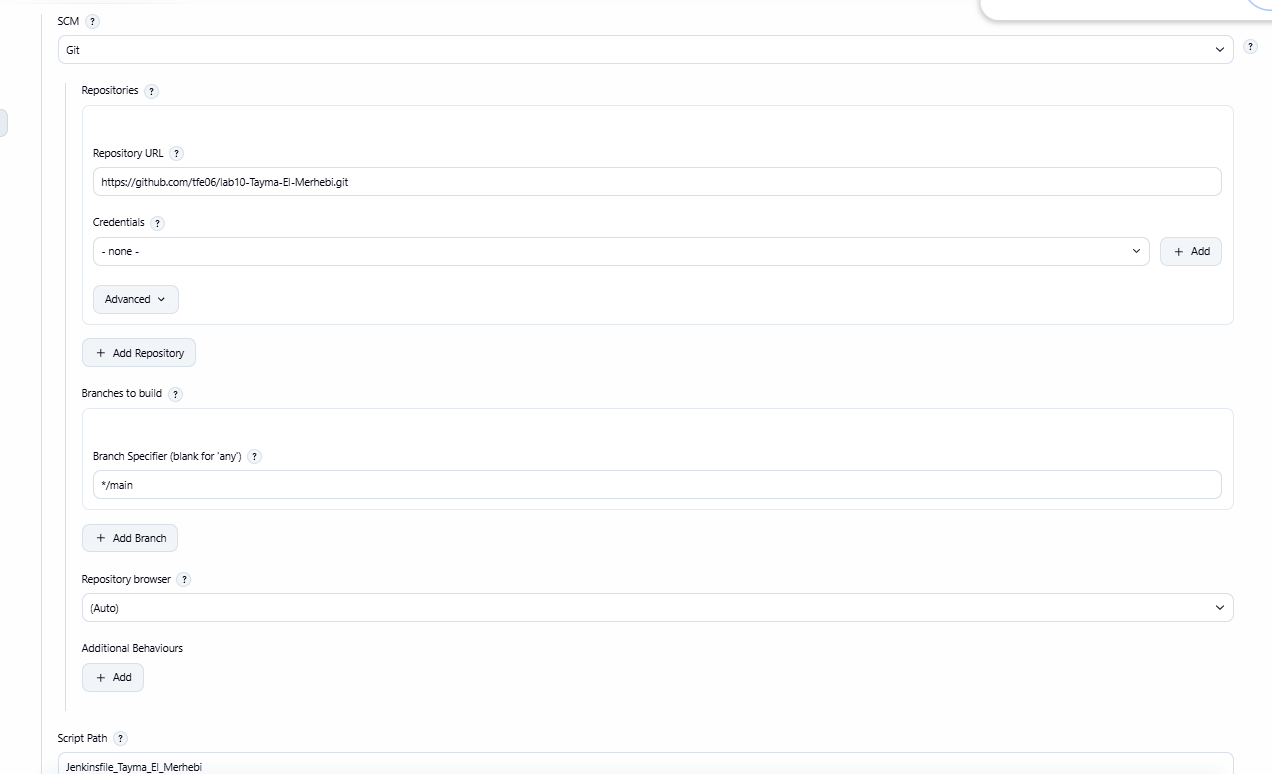 SCM ?
Git
?
Repositories ?
Repository URL ?
https://github.com/tfe06/lab10-Tayma-El-Merhebi.git
Credentials ?
- none -
+ Add
Advanced
+ Add Repository
Branches to build ?
Branch Specifier (blank for 'any') ?
*/main
+ Add Branch
Repository browser ?
(Auto)
Additional Behaviours
+ Add
Script Path ?
Jenkinsfile_Tayma_El_Merhebi